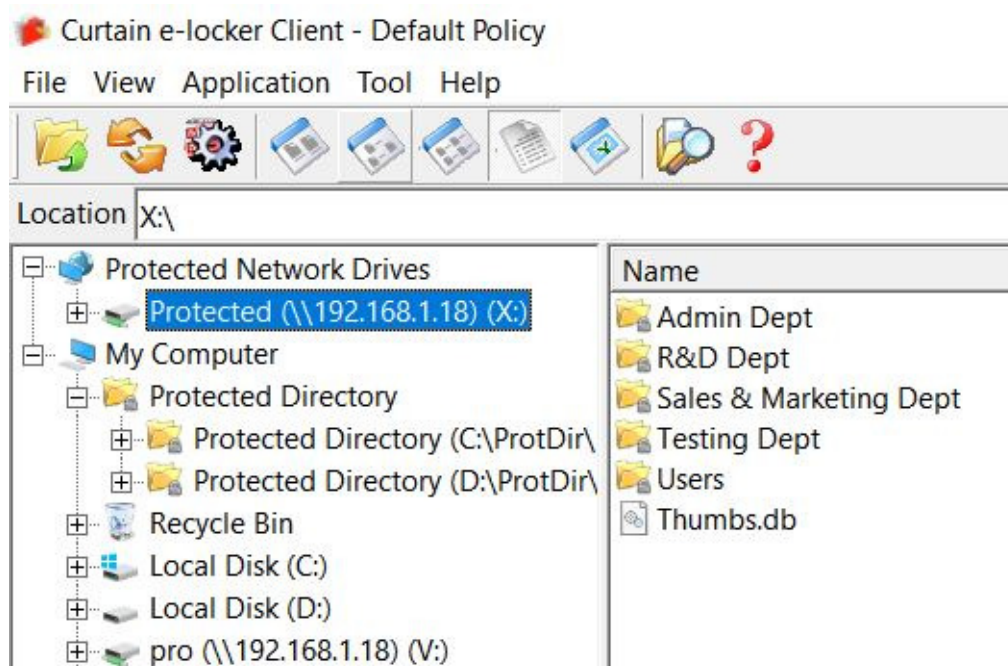 Curtain e-locker Client - Default Policy
File View Application Tool Help
Location X:\
Protected Network Drives
Protected (\\192.168.1.18) (X:)
My Computer
Protected Directory
Protected Directory (C:\ProtDir\
Protected Directory (D:\ProtDir\
Recycle Bin
Local Disk (C:)
Local Disk (D:)
pro (\\192.168.1.18) (V:)
Name
Admin Dept
R&D Dept
Sales & Marketing Dept
Testing Dept
Users
Thumbs.db